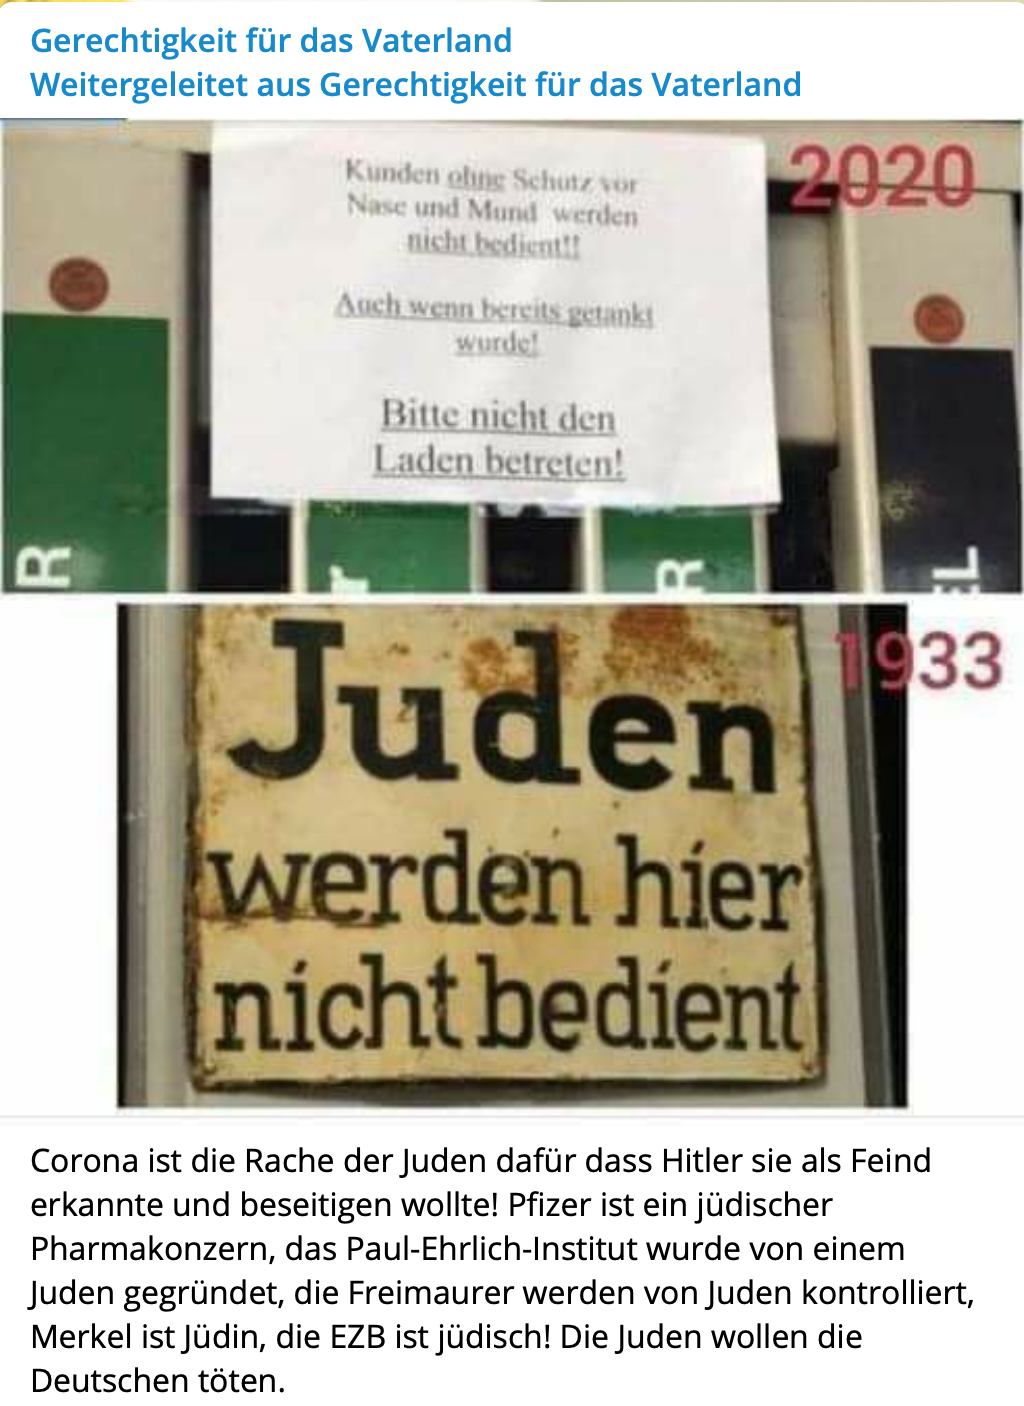 Gerechtigkeit für das Vaterland
Weitergeleitet aus Gerechtigkeit für das Vaterland
Kunden ohne Schutz vor
Nase und Mund werden
nicht bedient!!
Auch wenn bereits getankt
wurde!
Bitte nicht den
Laden betreten!
2020
R
r
R
EL
Juden
werden hier
nicht bedient
1933
Corona ist die Rache der Juden dafür dass Hitler sie als Feind
erkannte und beseitigen wollte! Pfizer ist ein jüdischer
Pharmakonzern, das Paul-Ehrlich-Institut wurde von einem
Juden gegründet, die Freimaurer werden von Juden kontrolliert,
Merkel ist Jüdin, die EZB ist jüdisch! Die Juden wollen die
Deutschen töten.